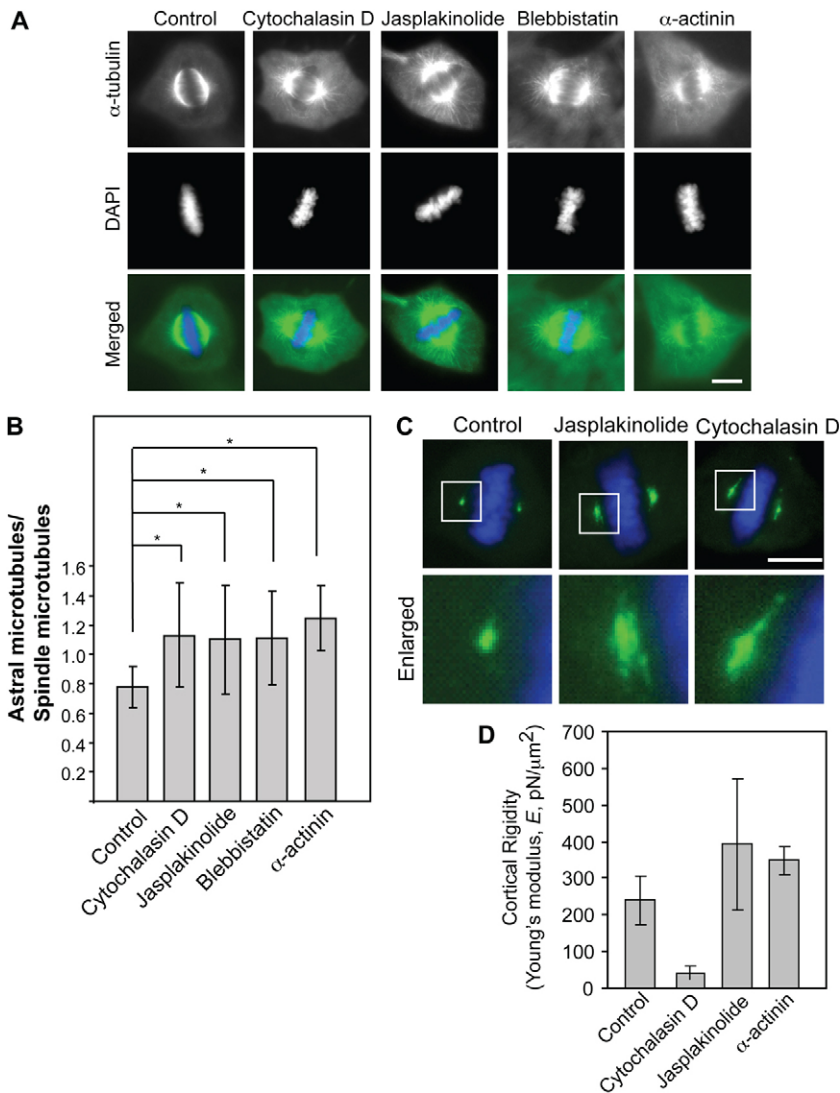 A
Control Cytochalasin D Jasplakinolide Blebbistatin α-actinin
α-tubulin
DAPI
Merged
B
Astral microtubules/
Spindle microtubules
*
*
*
*
1.6
1.4
1.2
1.0
0.8
0.6
0.4
0.2
Control
Cytochalasin D
Jasplakinolide
Blebbistatin
α-actinin
C
Control Jasplakinolide Cytochalasin D
Enlarged
D
Cortical Rigidity
(Young's modulus, E, pN/μm²)
700
600
500
400
300
200
100
0
Control
Cytochalasin D
Jasplakinolide
α-actinin